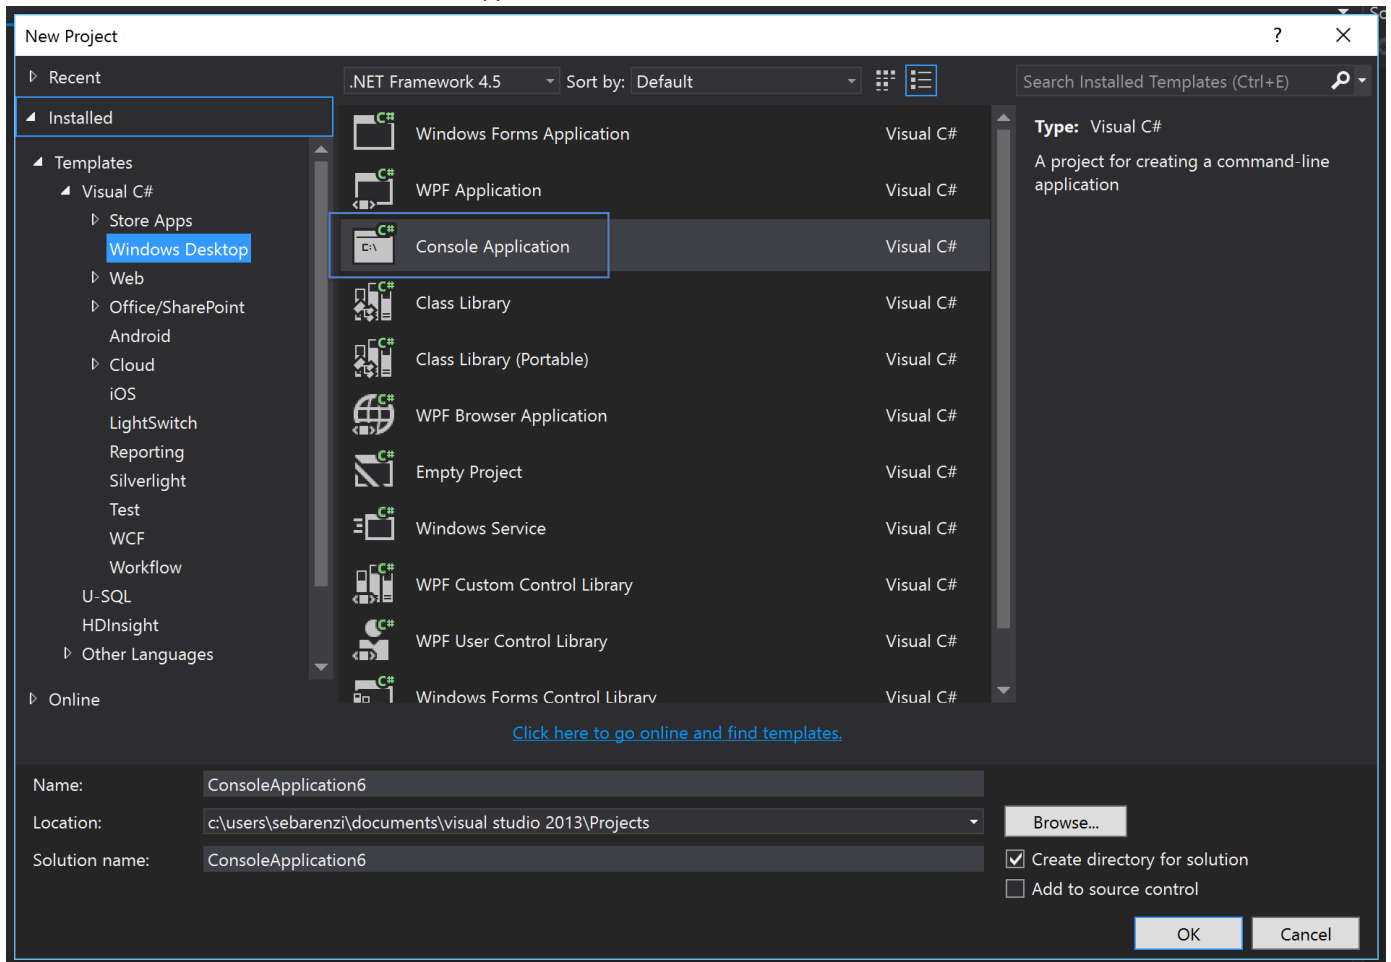 New Project
?
Recent
.NET Framework 4.5
Sort by:
Default
Search Installed Templates (Ctrl+E)
Installed
Templates
Visual C#
Store Apps
Windows Desktop
Web
Office/SharePoint
Android
Cloud
iOS
LightSwitch
Reporting
Silverlight
Test
WCF
Workflow
U-SQL
HDInsight
Other Languages
Online
C# Windows Forms Application Visual C#
C# WPF Application Visual C#
C# C:\ Console Application Visual C#
C# Class Library Visual C#
C# Class Library (Portable) Visual C#
C# WPF Browser Application Visual C#
C# Empty Project Visual C#
C# Windows Service Visual C#
C# WPF Custom Control Library Visual C#
C# WPF User Control Library Visual C#
C# Windows Forms Control Library Visual C#
Type: Visual C#
A project for creating a command-line
application
Click here to go online and find templates.
Name: ConsoleApplication6
Location: c:\users\sebarenzi\documents\visual studio 2013\Projects
Browse...
Solution name: ConsoleApplication6
Create directory for solution
Add to source control
OK
Cancel